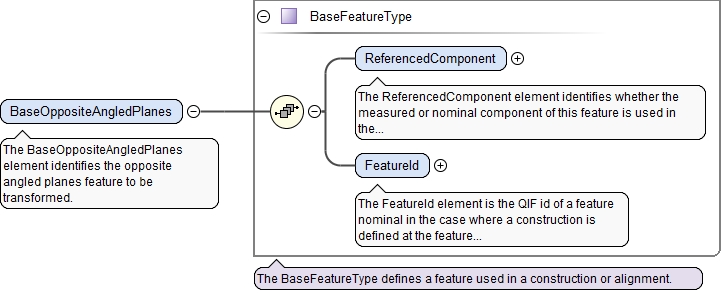 BaseFeatureType
ReferencedComponent
The ReferencedComponent element identifies whether the
measured or nominal component of this feature is used in
the...
BaseOppositeAngledPlanes
The BaseOppositeAngledPlanes
element identifies the opposite
angled planes feature to be
transformed.
FeatureId
The FeatureId element is the QIF id of a feature
nominal in the case where a construction is
defined at the feature...
The BaseFeatureType defines a feature used in a construction or alignment.